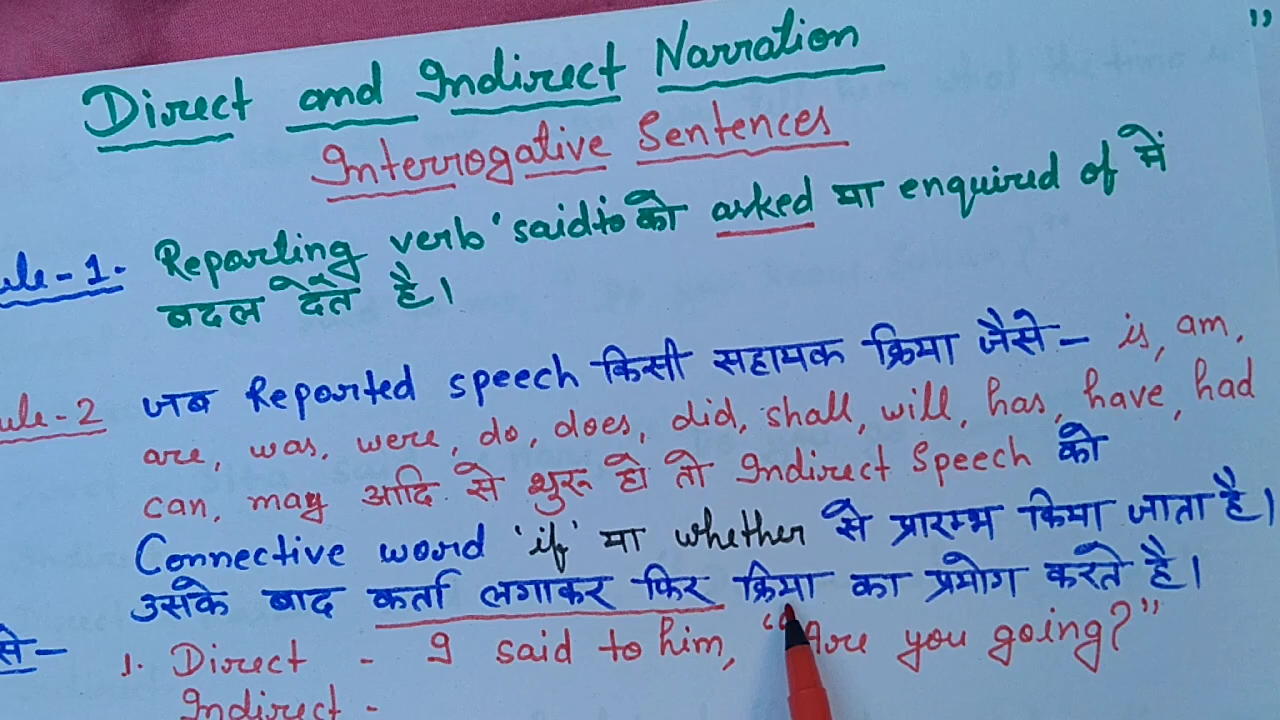 ”
Direct and Indirect Narration
Interrogative Sentences
ule-1. Reporting verb 'said to को asked या enquired of में
बदल देते है।
ule-2 जब Reported speech किसी सहायक क्रिया जैसे- is, am,
are, was, were, do, does, did, shall, will, has, have, had
can, may आदि से शुरू हो तो Indirect Speech को
Connective word 'if' या whether से प्रारम्भ किया जाता है।
उसके बाद कर्ता लगाकर फिर क्रिया का प्रयोग करते है।
से- 1. Direct - I said to him, “Are you going?”
Indirect -